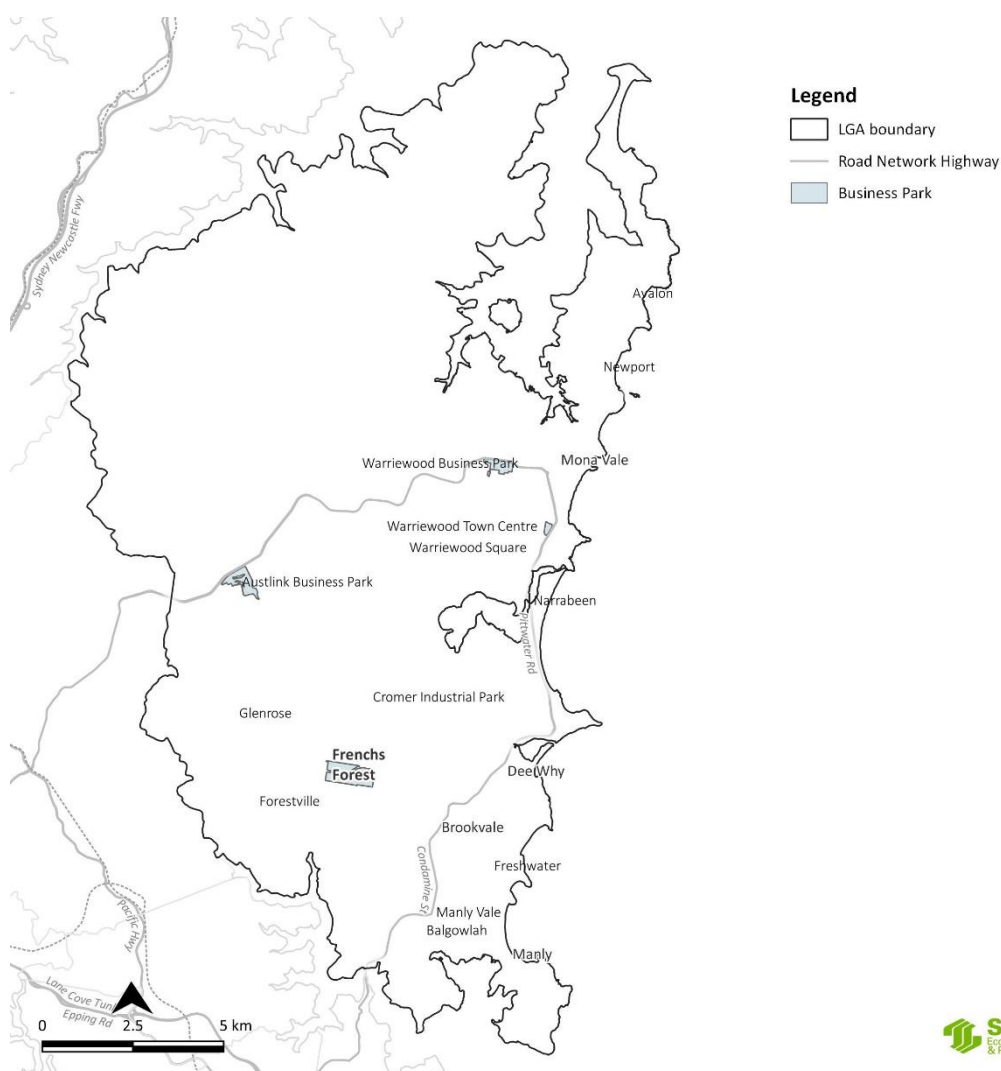 Legend
LGA boundary
Road Network Highway
Business Park
Sydney Newcastle Fwy
Avalon
Newport
Mona Vale
Warriewood Business Park
Warriewood Town Centre
Warriewood Square
Austlink Business Park
Narrabeen
Pittwater Rd
Cromer Industrial Park
Glenrose
Frenchs
Forest
Dee Why
Forestville
Brookvale
Condamine St
Freshwater
Manly Vale
Balgowlah
Manly
Pacific Hwy
Lane Cove Tun
Epping Rd
0 2.5 5 km